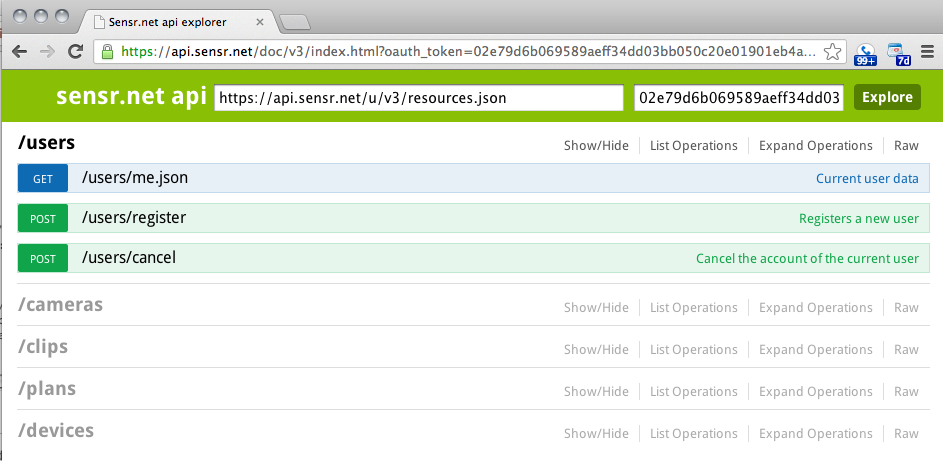 Sensr.net api explorer
https://api.sensr.net/doc/v3/index.html?oauth_token=02e79d6b069589aeff34dd03bb050c20e01901eb4a...
99+ 7d
sensr.net api https://api.sensr.net/u/v3/resources.json 02e79d6b069589aeff34dd03 Explore
/users Show/Hide List Operations Expand Operations Raw
GET /users/me.json Current user data
POST /users/register Registers a new user
POST /users/cancel Cancel the account of the current user
/cameras Show/Hide List Operations Expand Operations Raw
/clips Show/Hide List Operations Expand Operations Raw
/plans Show/Hide List Operations Expand Operations Raw
/devices Show/Hide List Operations Expand Operations Raw